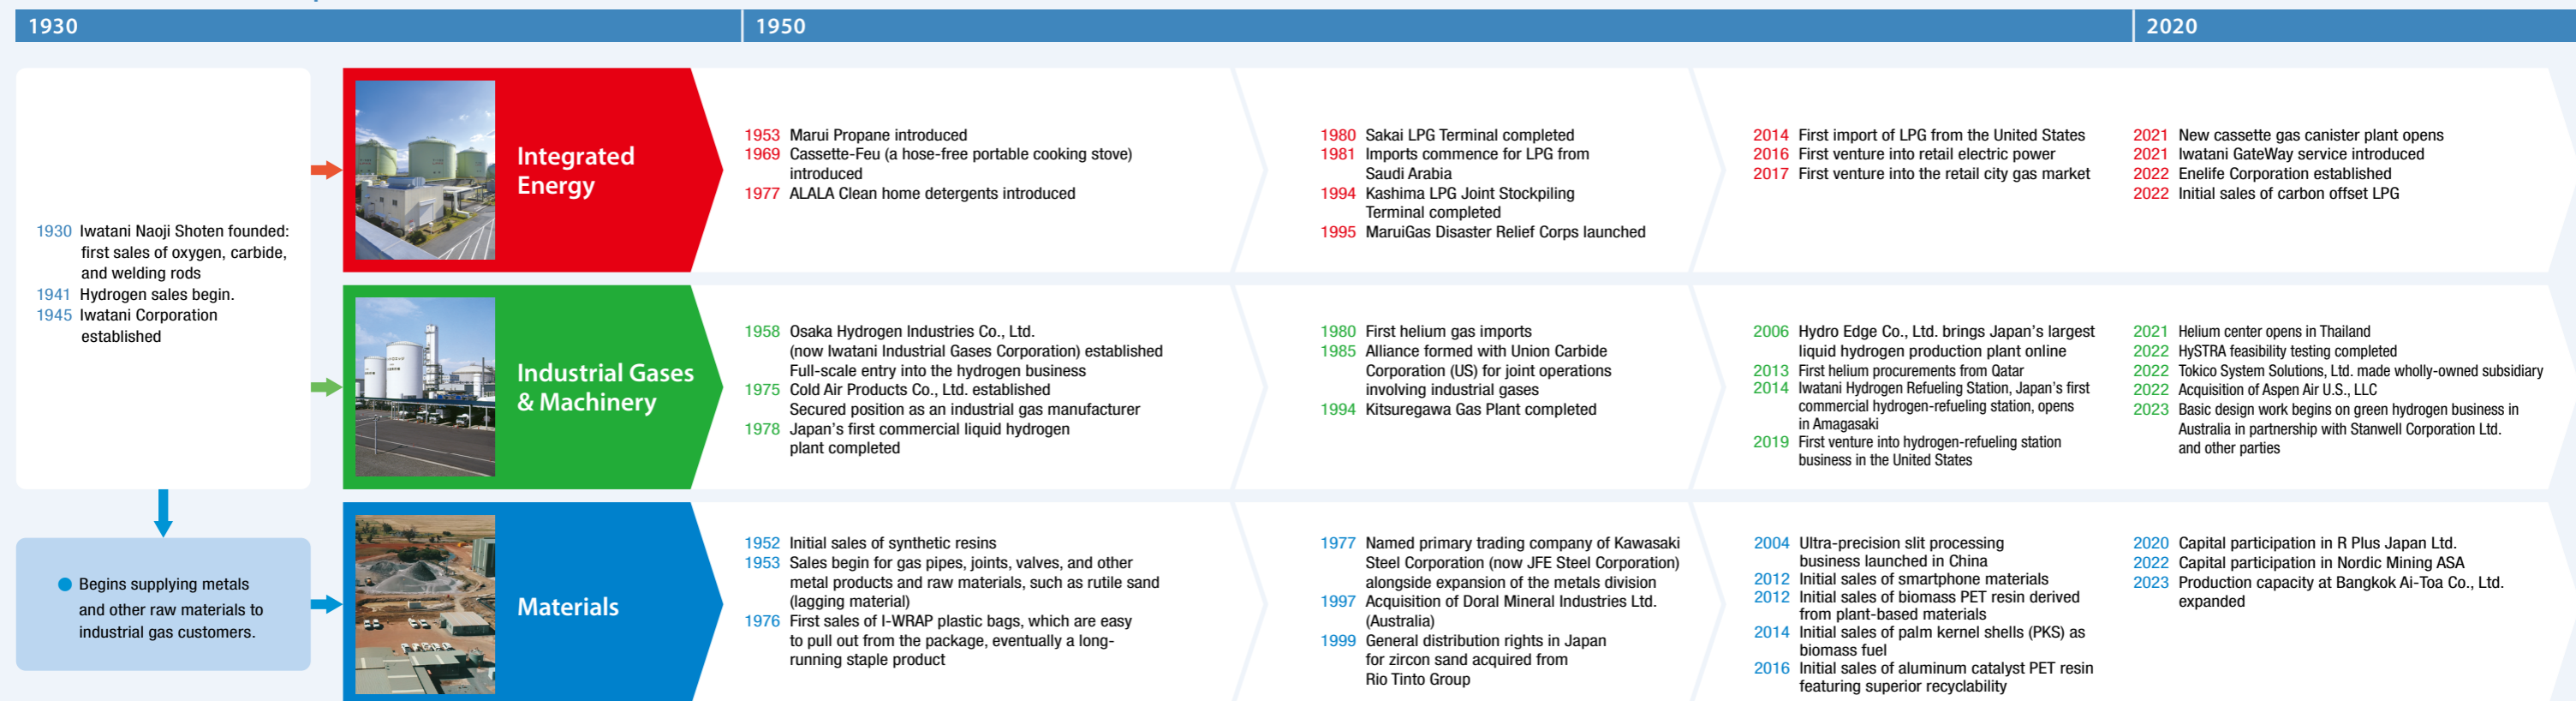 1930
1950
2020
1930 Iwatani Naoji Shoten founded:
first sales of oxygen, carbide,
and welding rods
1941 Hydrogen sales begin.
1945 Iwatani Corporation
established
● Begins supplying metals
and other raw materials to
industrial gas customers.
Integrated
Energy
1953 Marui Propane introduced
1969 Cassette-Feu (a hose-free portable cooking stove)
introduced
1977 ALALA Clean home detergents introduced
1980 Sakai LPG Terminal completed
1981 Imports commence for LPG from
Saudi Arabia
1994 Kashima LPG Joint Stockpiling
Terminal completed
1995 MaruiGas Disaster Relief Corps launched
2014 First import of LPG from the United States
2016 First venture into retail electric power
2017 First venture into the retail city gas market
2021 New cassette gas canister plant opens
2021 Iwatani GateWay service introduced
2022 Enelife Corporation established
2022 Initial sales of carbon offset LPG
Industrial Gases
& Machinery
1958 Osaka Hydrogen Industries Co., Ltd.
(now Iwatani Industrial Gases Corporation) established
Full-scale entry into the hydrogen business
1975 Cold Air Products Co., Ltd. established
Secured position as an industrial gas manufacturer
1978 Japan's first commercial liquid hydrogen
plant completed
1980 First helium gas imports
1985 Alliance formed with Union Carbide
Corporation (US) for joint operations
involving industrial gases
1994 Kitsuregawa Gas Plant completed
2006 Hydro Edge Co., Ltd. brings Japan's largest
liquid hydrogen production plant online
2013 First helium procurements from Qatar
2014 Iwatani Hydrogen Refueling Station, Japan's first
commercial hydrogen-refueling station, opens
in Amagasaki
2019 First venture into hydrogen-refueling station
business in the United States
2021 Helium center opens in Thailand
2022 HySTRA feasibility testing completed
2022 Tokico System Solutions, Ltd. made wholly-owned subsidiary
2022 Acquisition of Aspen Air U.S., LLC
2023 Basic design work begins on green hydrogen business in
Australia in partnership with Stanwell Corporation Ltd.
and other parties
Materials
1952 Initial sales of synthetic resins
1953 Sales begin for gas pipes, joints, valves, and other
metal products and raw materials, such as rutile sand
(lagging material)
1976 First sales of I-WRAP plastic bags, which are easy
to pull out from the package, eventually a long-
running staple product
1977 Named primary trading company of Kawasaki
Steel Corporation (now JFE Steel Corporation)
alongside expansion of the metals division
1997 Acquisition of Doral Mineral Industries Ltd.
(Australia)
1999 General distribution rights in Japan
for zircon sand acquired from
Rio Tinto Group
2004 Ultra-precision slit processing
business launched in China
2012 Initial sales of smartphone materials
2012 Initial sales of biomass PET resin derived
from plant-based materials
2014 Initial sales of palm kernel shells (PKS) as
biomass fuel
2016 Initial sales of aluminum catalyst PET resin
featuring superior recyclability
2020 Capital participation in R Plus Japan Ltd.
2022 Capital participation in Nordic Mining ASA
2023 Production capacity at Bangkok Ai-Toa Co., Ltd.
expanded